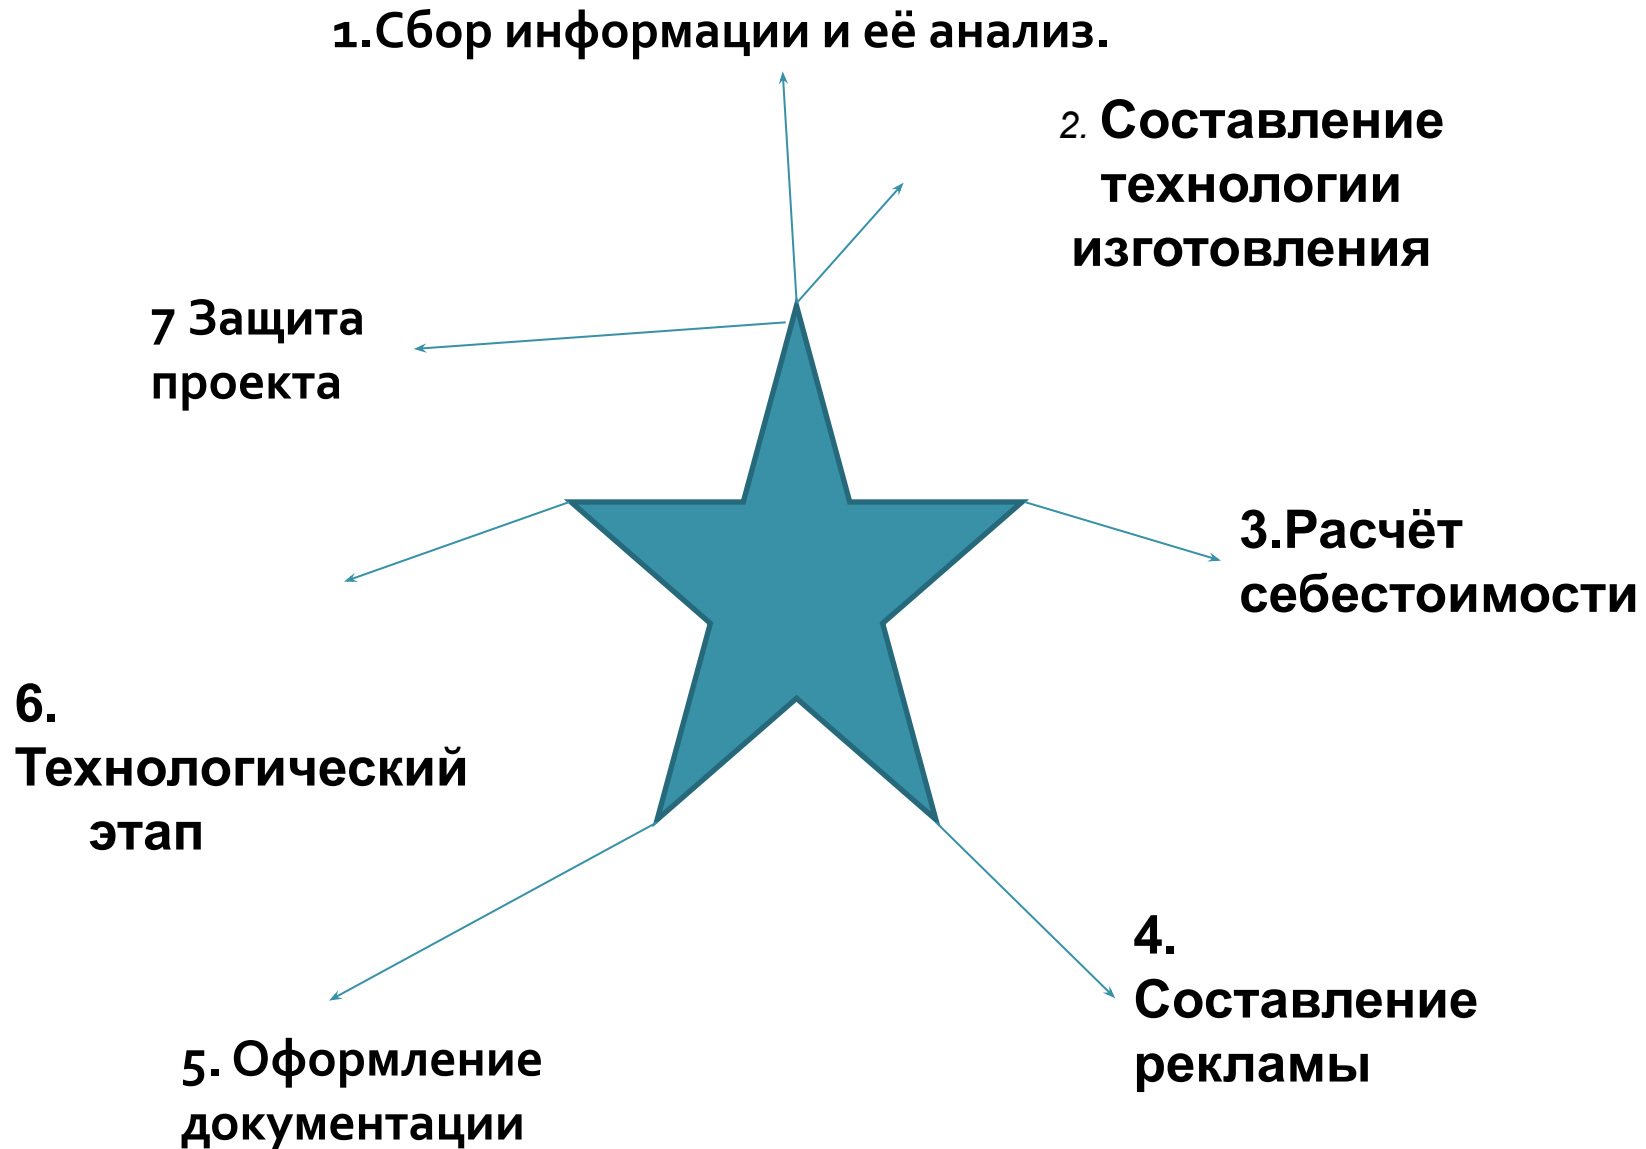 1.Сбор информации и её анализ.
2. Составление
технологии
изготовления
3.Расчёт
себестоимости
4.
Составление
рекламы
5. Оформление
документации
6.
Технологический
этап
7 Защита
проекта